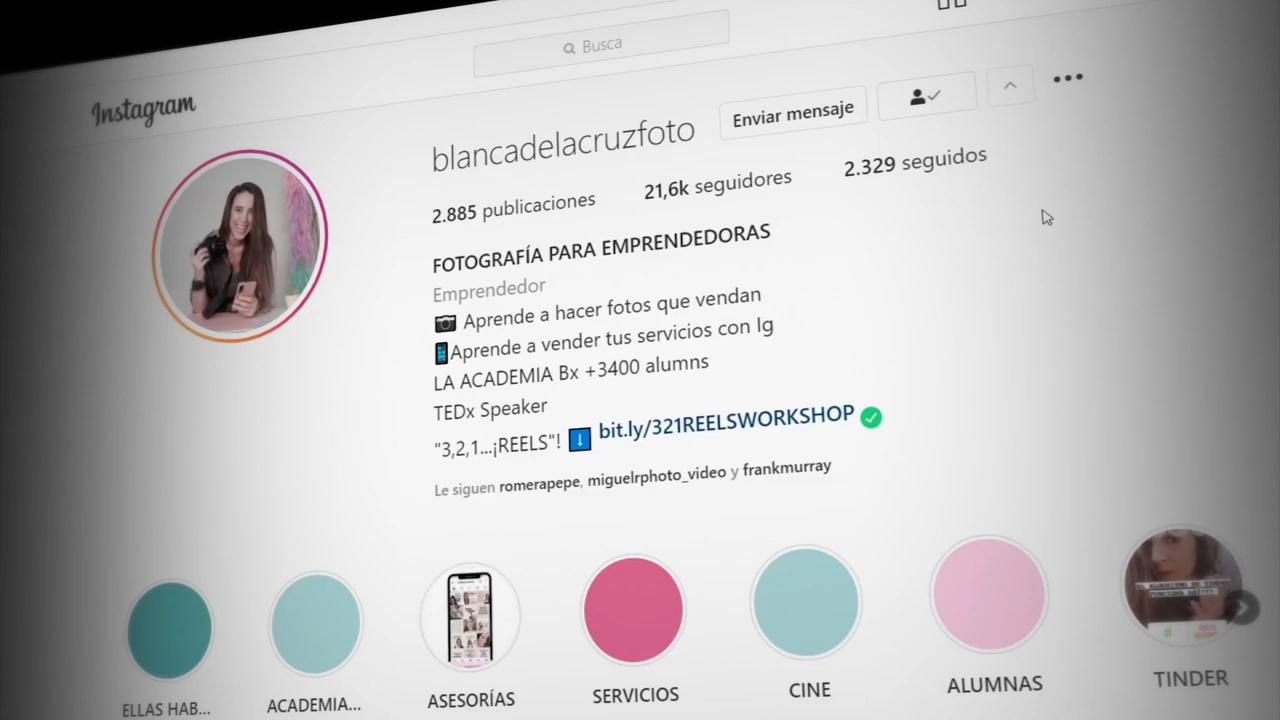 Busca
Instagram
blancadelacruzfoto
Enviar mensaje
2.885 publicaciones
21,6k seguidores
2.329 seguidos
FOTOGRAFÍA PARA EMPRENDEDORAS
Emprendedor
Aprende a hacer fotos que vendan
Aprende a vender tus servicios con Ig
LA ACADEMIA Bx +3400 alumns
TEDx Speaker
"3,2,1...¡REELS"! bit.ly/321REELSWORKSHOP
Le siguen romerapepe, miguelrphoto_video y frankmurray
ELLAS HAB...
ACADEMIA...
ASESORÍAS
SERVICIOS
CINE
ALUMNAS
TINDER